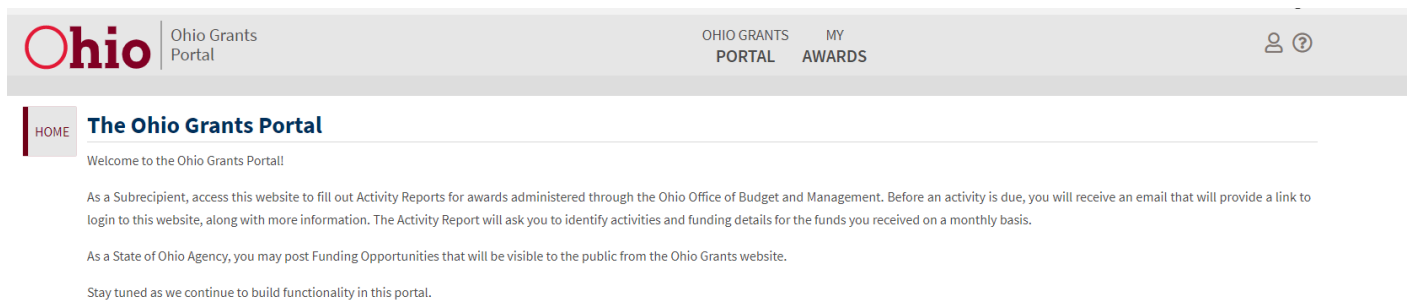 Ohio
Ohio Grants
Portal
OHIO GRANTS
PORTAL
MY
AWARDS
HOME
The Ohio Grants Portal
Welcome to the Ohio Grants Portal!
As a Subrecipient, access this website to fill out Activity Reports for awards administered through the Ohio Office of Budget and Management. Before an activity is due, you will receive an email that will provide a link to
login to this website, along with more information. The Activity Report will ask you to identify activities and funding details for the funds you received on a monthly basis.
As a State of Ohio Agency, you may post Funding Opportunities that will be visible to the public from the Ohio Grants website.
Stay tuned as we continue to build functionality in this portal.